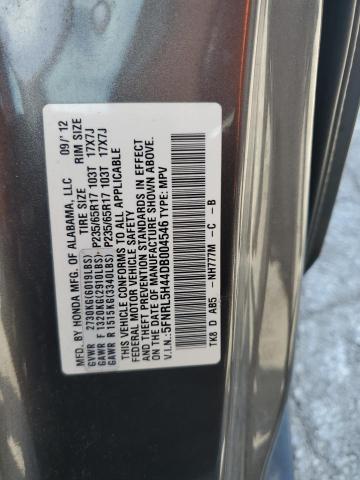 MFD. BY HONDA MFG. OF ALABAMA, LLC 09/'12
TIRE SIZE RIM SIZE
GVWR 2730KG(6019LBS)
GAWR F 1320KG(2910LBS) P235/65R17 103T 17X7J
GAWR R 1515KG(3340LBS) P235/65R17 103T 17X7J
THIS VEHICLE CONFORMS TO ALL APPLICABLE
FEDERAL MOTOR VEHICLE SAFETY
AND THEFT PREVENTION STANDARDS IN EFFECT
ON THE DATE OF MANUFACTURE SHOWN ABOVE.
V.I.N.: 5FNRL5H44DB004546 TYPE: MPV
TK8 D AB5 -NH777M -C -B